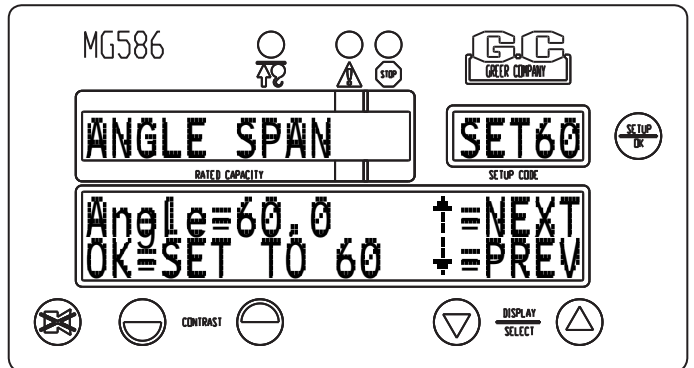 MG586
STOP
G.C
GREER COMPANY
ANGLE SPAN
SET60
SETUP
OK
RATED CAPACITY
SETUP CODE
Angle=60.0 ↑=NEXT
OK=SET TO 60 ↓=PREV
CONTRAST
DISPLAY
SELECT